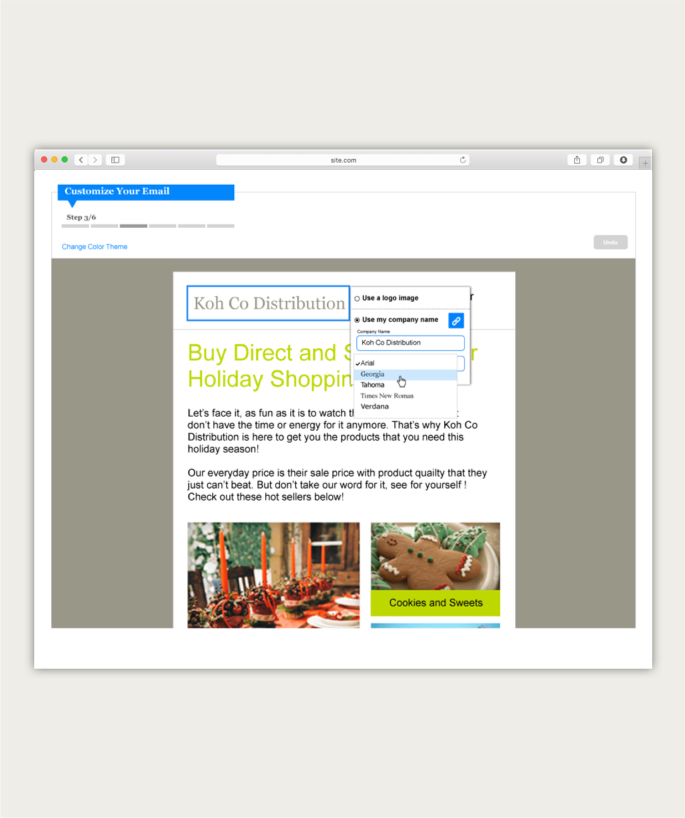 site.com
Customize Your Email
Step 3/6
Change Color Theme
Undo
Koh Co Distribution
Use a logo image
r
Use my company name
Company Name
Koh Co Distribution
Arial
Georgia
Tahoma
Times New Roman
Verdana
Buy Direct and S r
Holiday Shoppin
Let's face it, as fun as it is to watch th :
don't have the time or energy for it anymore. That's why Koh Co
Distribution is here to get you the products that you need this
holiday season!
Our everyday price is their sale price with product quailty that they
just can't beat. But don't take our word for it, see for yourself !
Check out these hot sellers below!
Cookies and Sweets